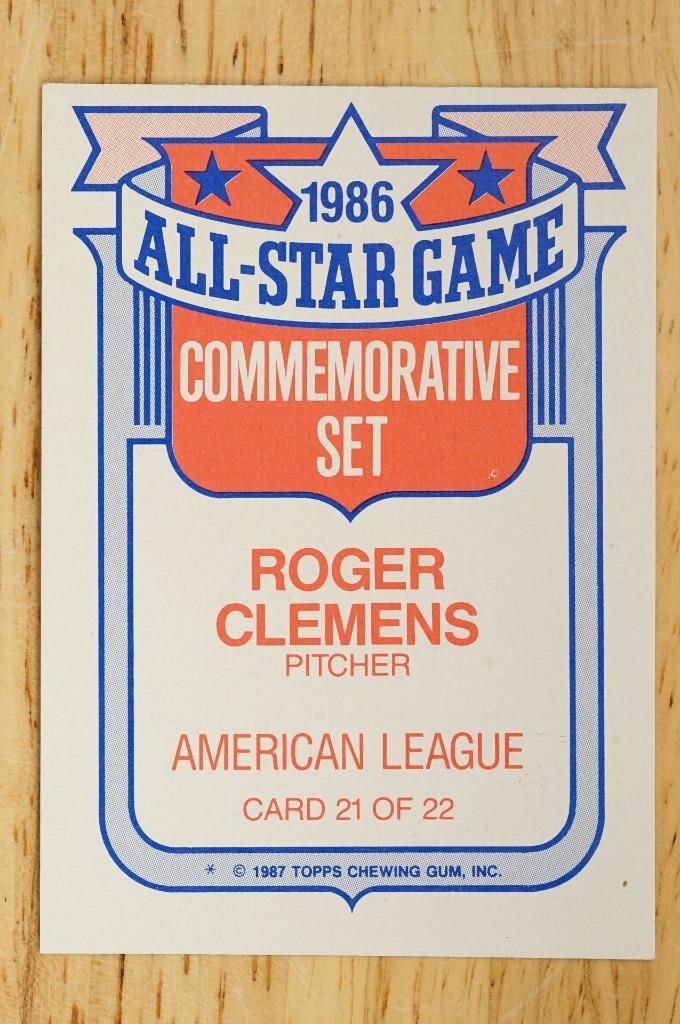 1986
ALL-STAR GAME
COMMEMORATIVE
SET
ROGER
CLEMENS
PITCHER
AMERICAN LEAGUE
CARD 21 OF 22
* © 1987 TOPPS CHEWING GUM, INC.